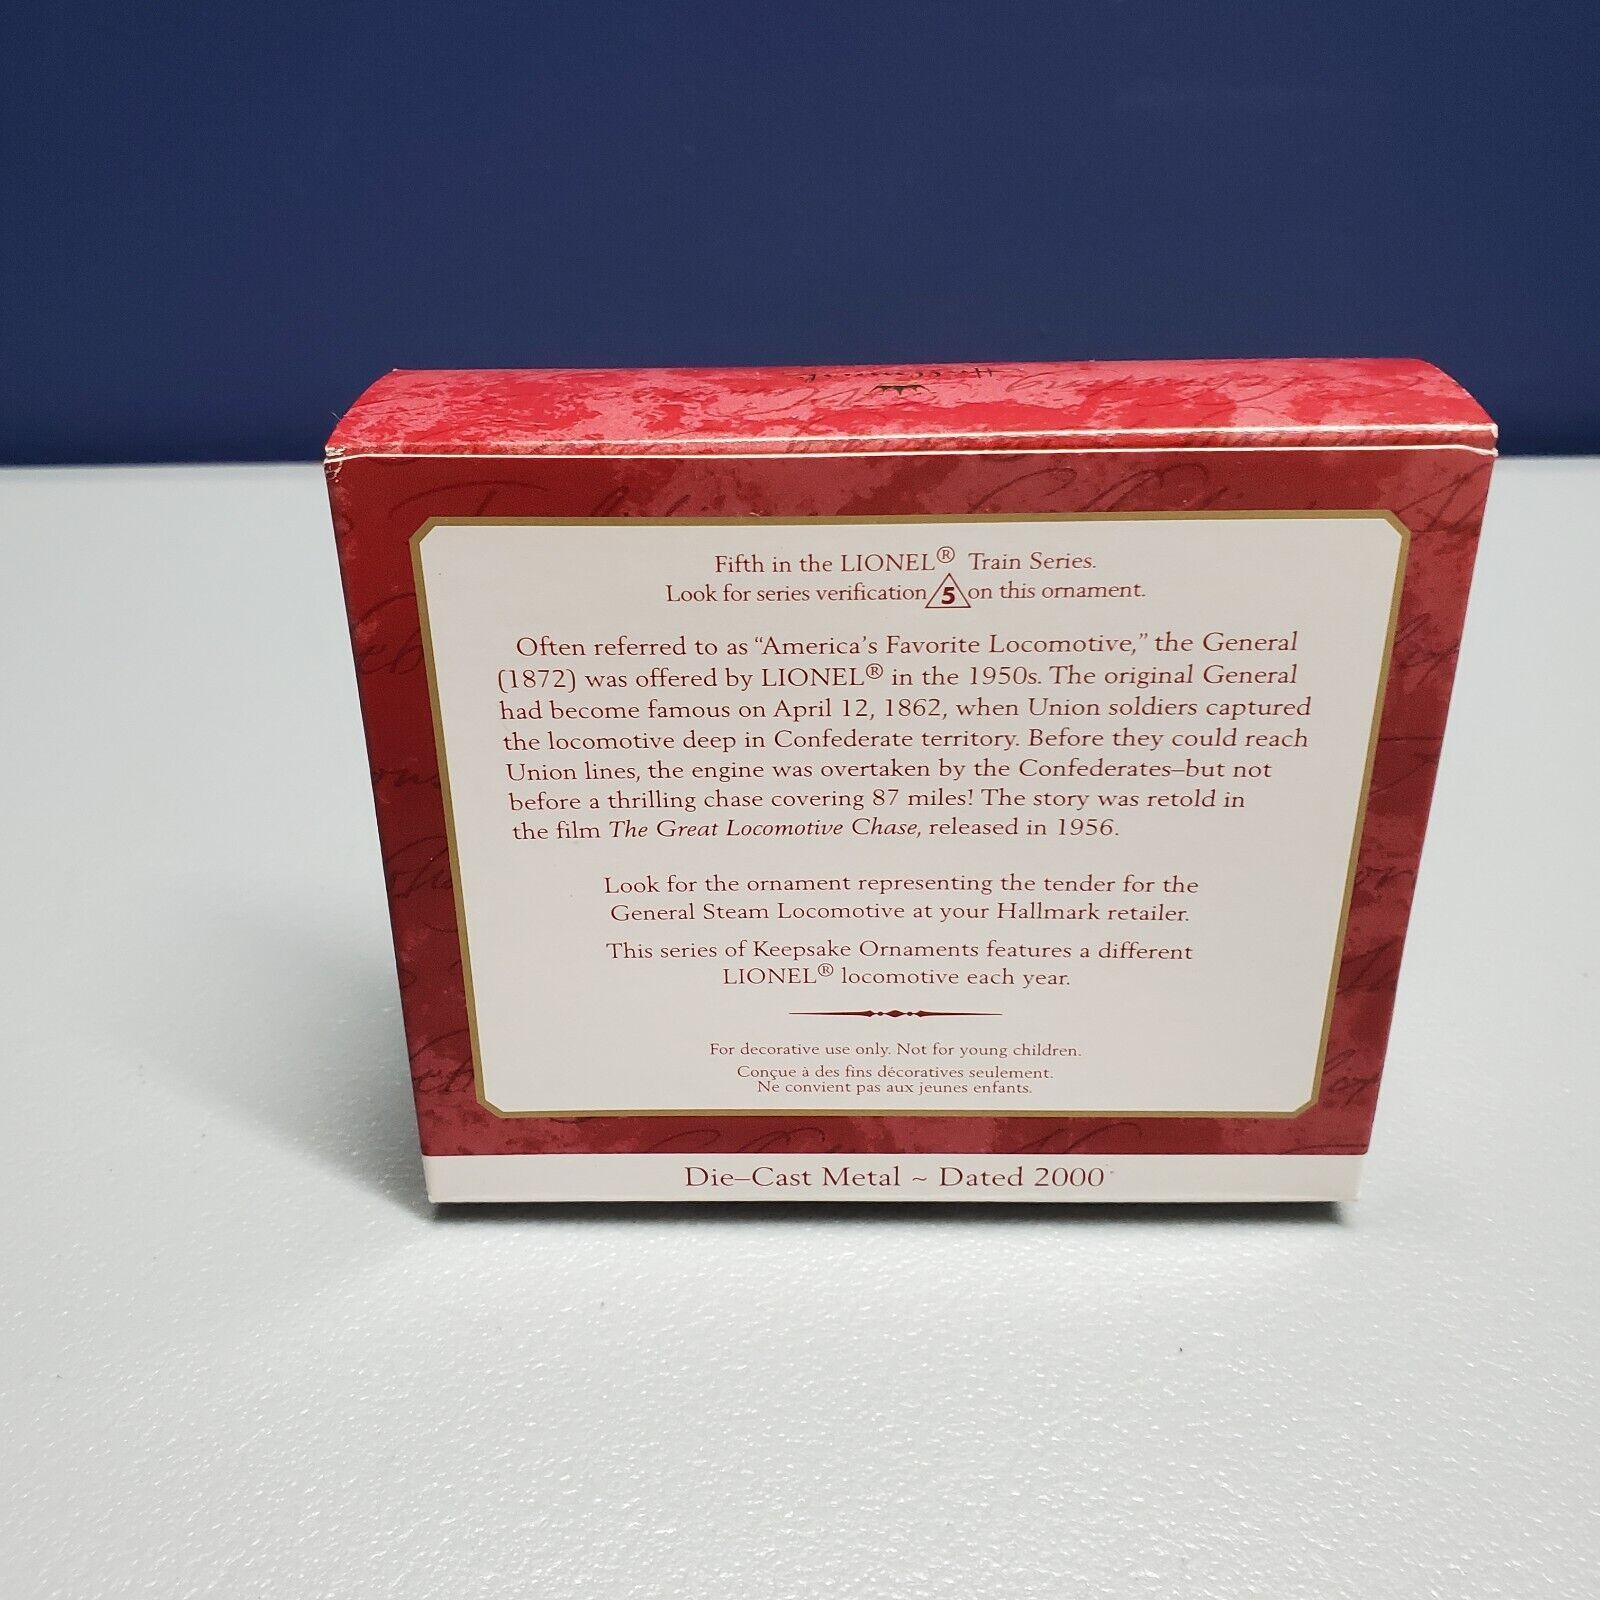 Hallmark
Fifth in the LIONEL® Train Series.
Look for series verification 5 on this ornament.
Often referred to as “America’s Favorite Locomotive,” the General
(1872) was offered by LIONEL® in the 1950s. The original General
had become famous on April 12, 1862, when Union soldiers captured
the locomotive deep in Confederate territory. Before they could reach
Union lines, the engine was overtaken by the Confederates–but not
before a thrilling chase covering 87 miles! The story was retold in
the film The Great Locomotive Chase, released in 1956.
Look for the ornament representing the tender for the
General Steam Locomotive at your Hallmark retailer.
This series of Keepsake Ornaments features a different
LIONEL® locomotive each year.
For decorative use only. Not for young children.
Conçue à des fins décoratives seulement.
Ne convient pas aux jeunes enfants.
Die–Cast Metal ~ Dated 2000